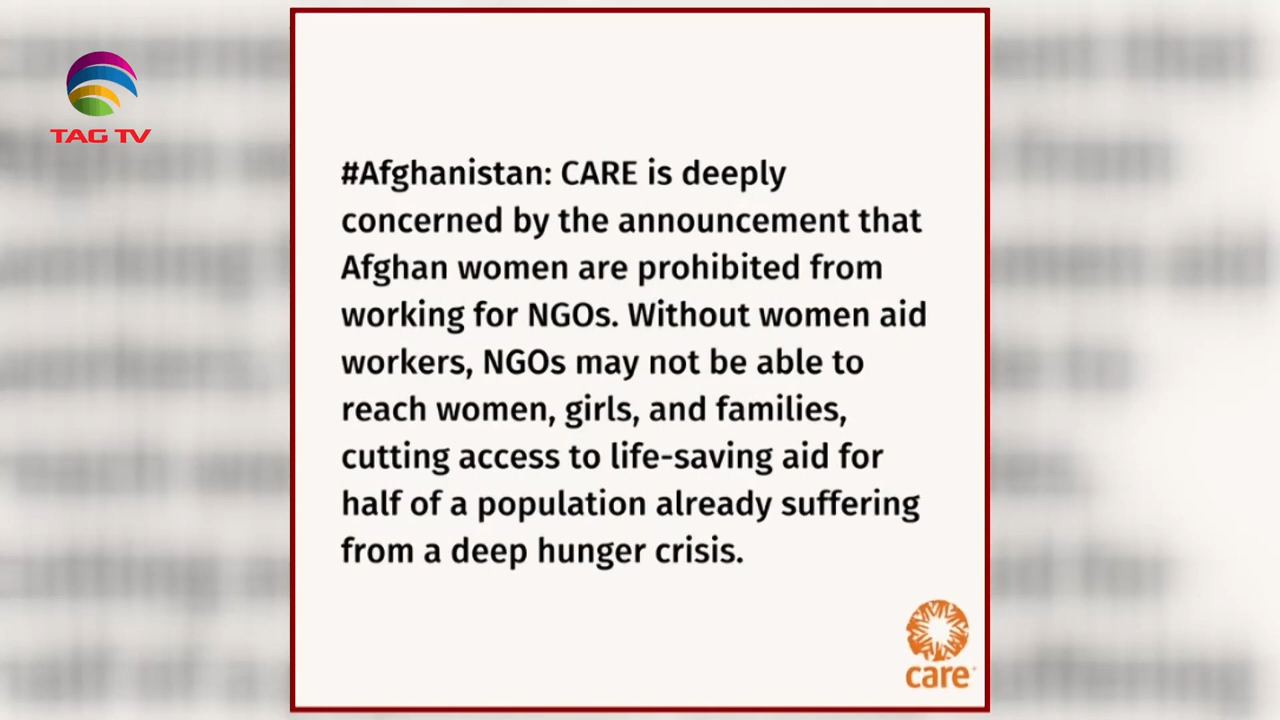 TAG TV
#Afghanistan: CARE is deeply
concerned by the announcement that
Afghan women are prohibited from
working for NGOs. Without women aid
workers, NGOs may not be able to
reach women, girls, and families,
cutting access to life-saving aid for
half of a population already suffering
from a deep hunger crisis.
care